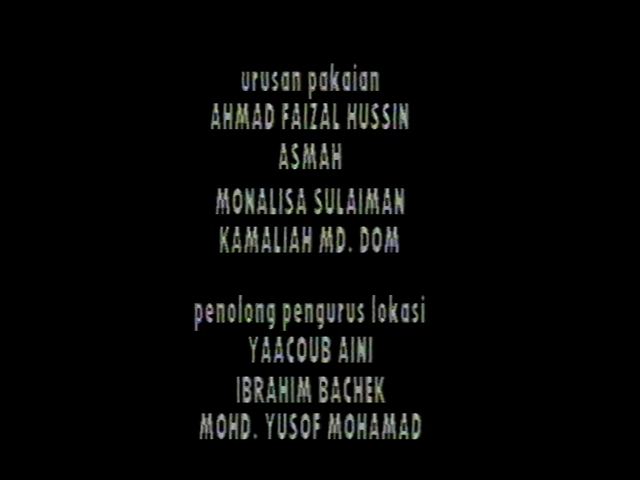 urusan pakaian
AHMAD FAIZAL HUSSIN
ASMAH
MONALISA SULAIMAN
KAMALIAH MD. DOM
penolong pengurus lokasi
YAACOUB AINI
IBRAHIM BACHEK
MOHD. YUSOF MOHAMAD